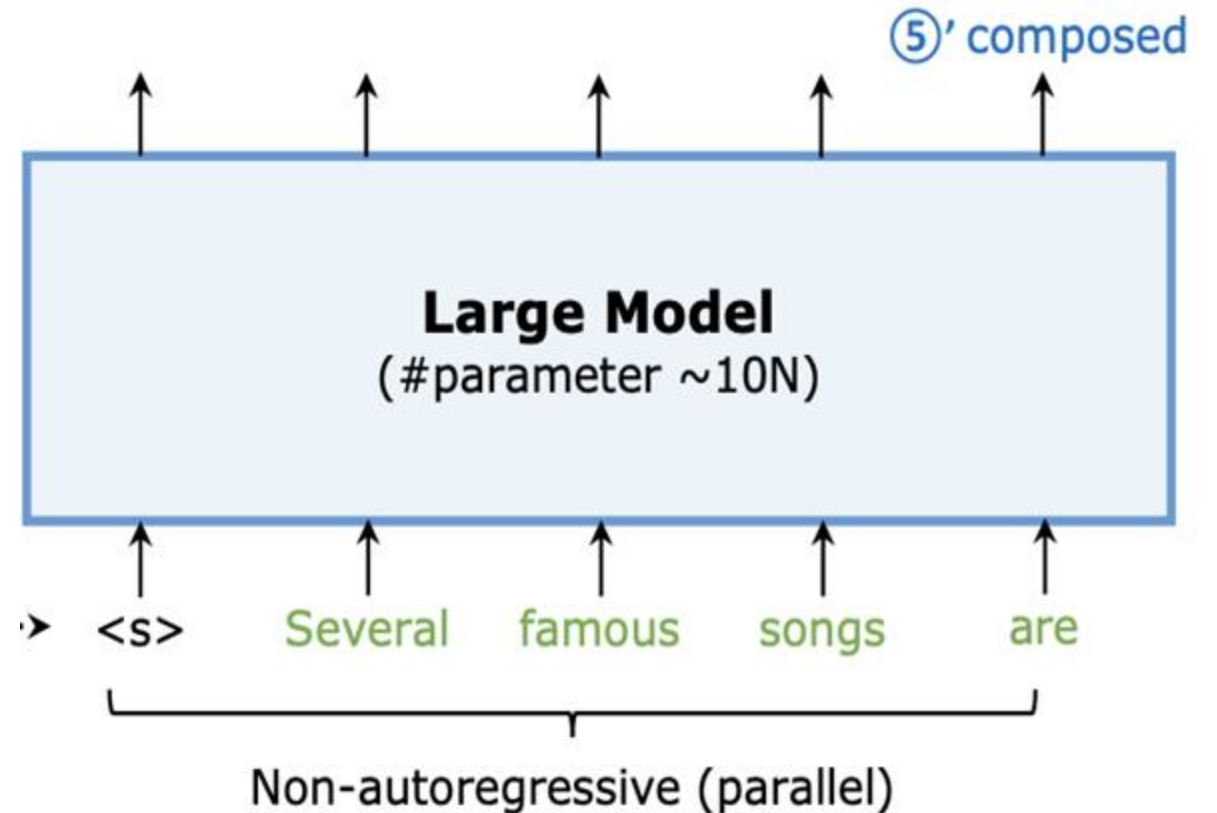 ⑤’ composed
Large Model
(#parameter ~10N)
<s> Several famous songs are
Non-autoregressive (parallel)